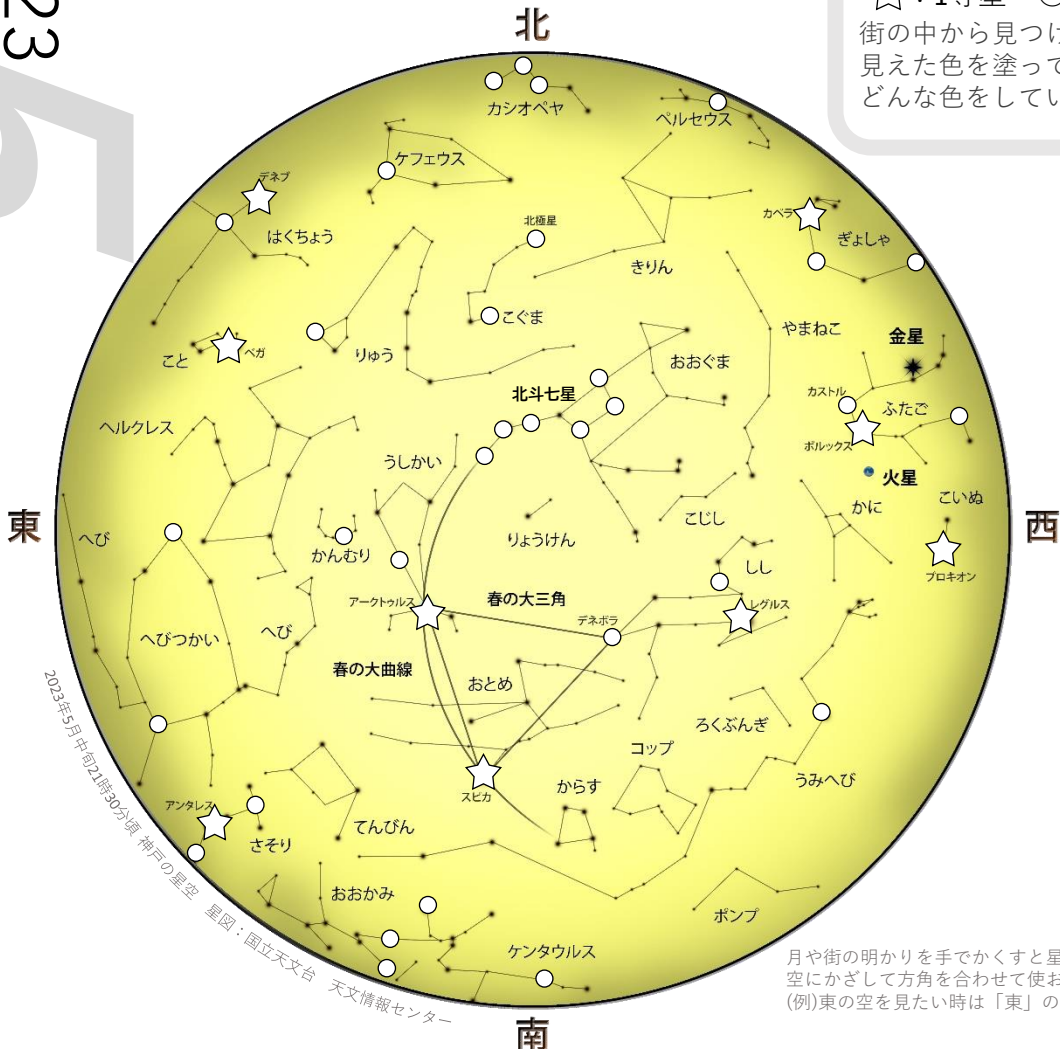 23
5
☆：1等星
街の中から見つけ
見えた色を塗って
どんな色をしてい
北
カシオペヤ
ペルセウス
ケフェウス
デネブ
はくちょう
北極星
カペラ
ぎょしゃ
きりん
こぐま
こと
ベガ
りゅう
やまねこ
金星
おおぐま
北斗七星
カストル
ふたご
ポルックス
ヘルクレス
うしかい
火星
かに
こいぬ
プロキオン
東
西
へび
かんむり
りょうけん
こじし
しし
アークトゥルス
春の大三角
デネボラ
レグルス
へびつかい
へび
春の大曲線
おとめ
ろくぶんぎ
コップ
うみへび
スピカ
からす
アンタレス
さそり
てんびん
おおかみ
ポンプ
ケンタウルス
南
2023年5月中旬21時30分頃 神戸の星空　星図：国立天文台　天文情報センター
月や街の明かりを手でかくすと星
空にかざして方角を合わせて使お
(例)東の空を見たい時は「東」の